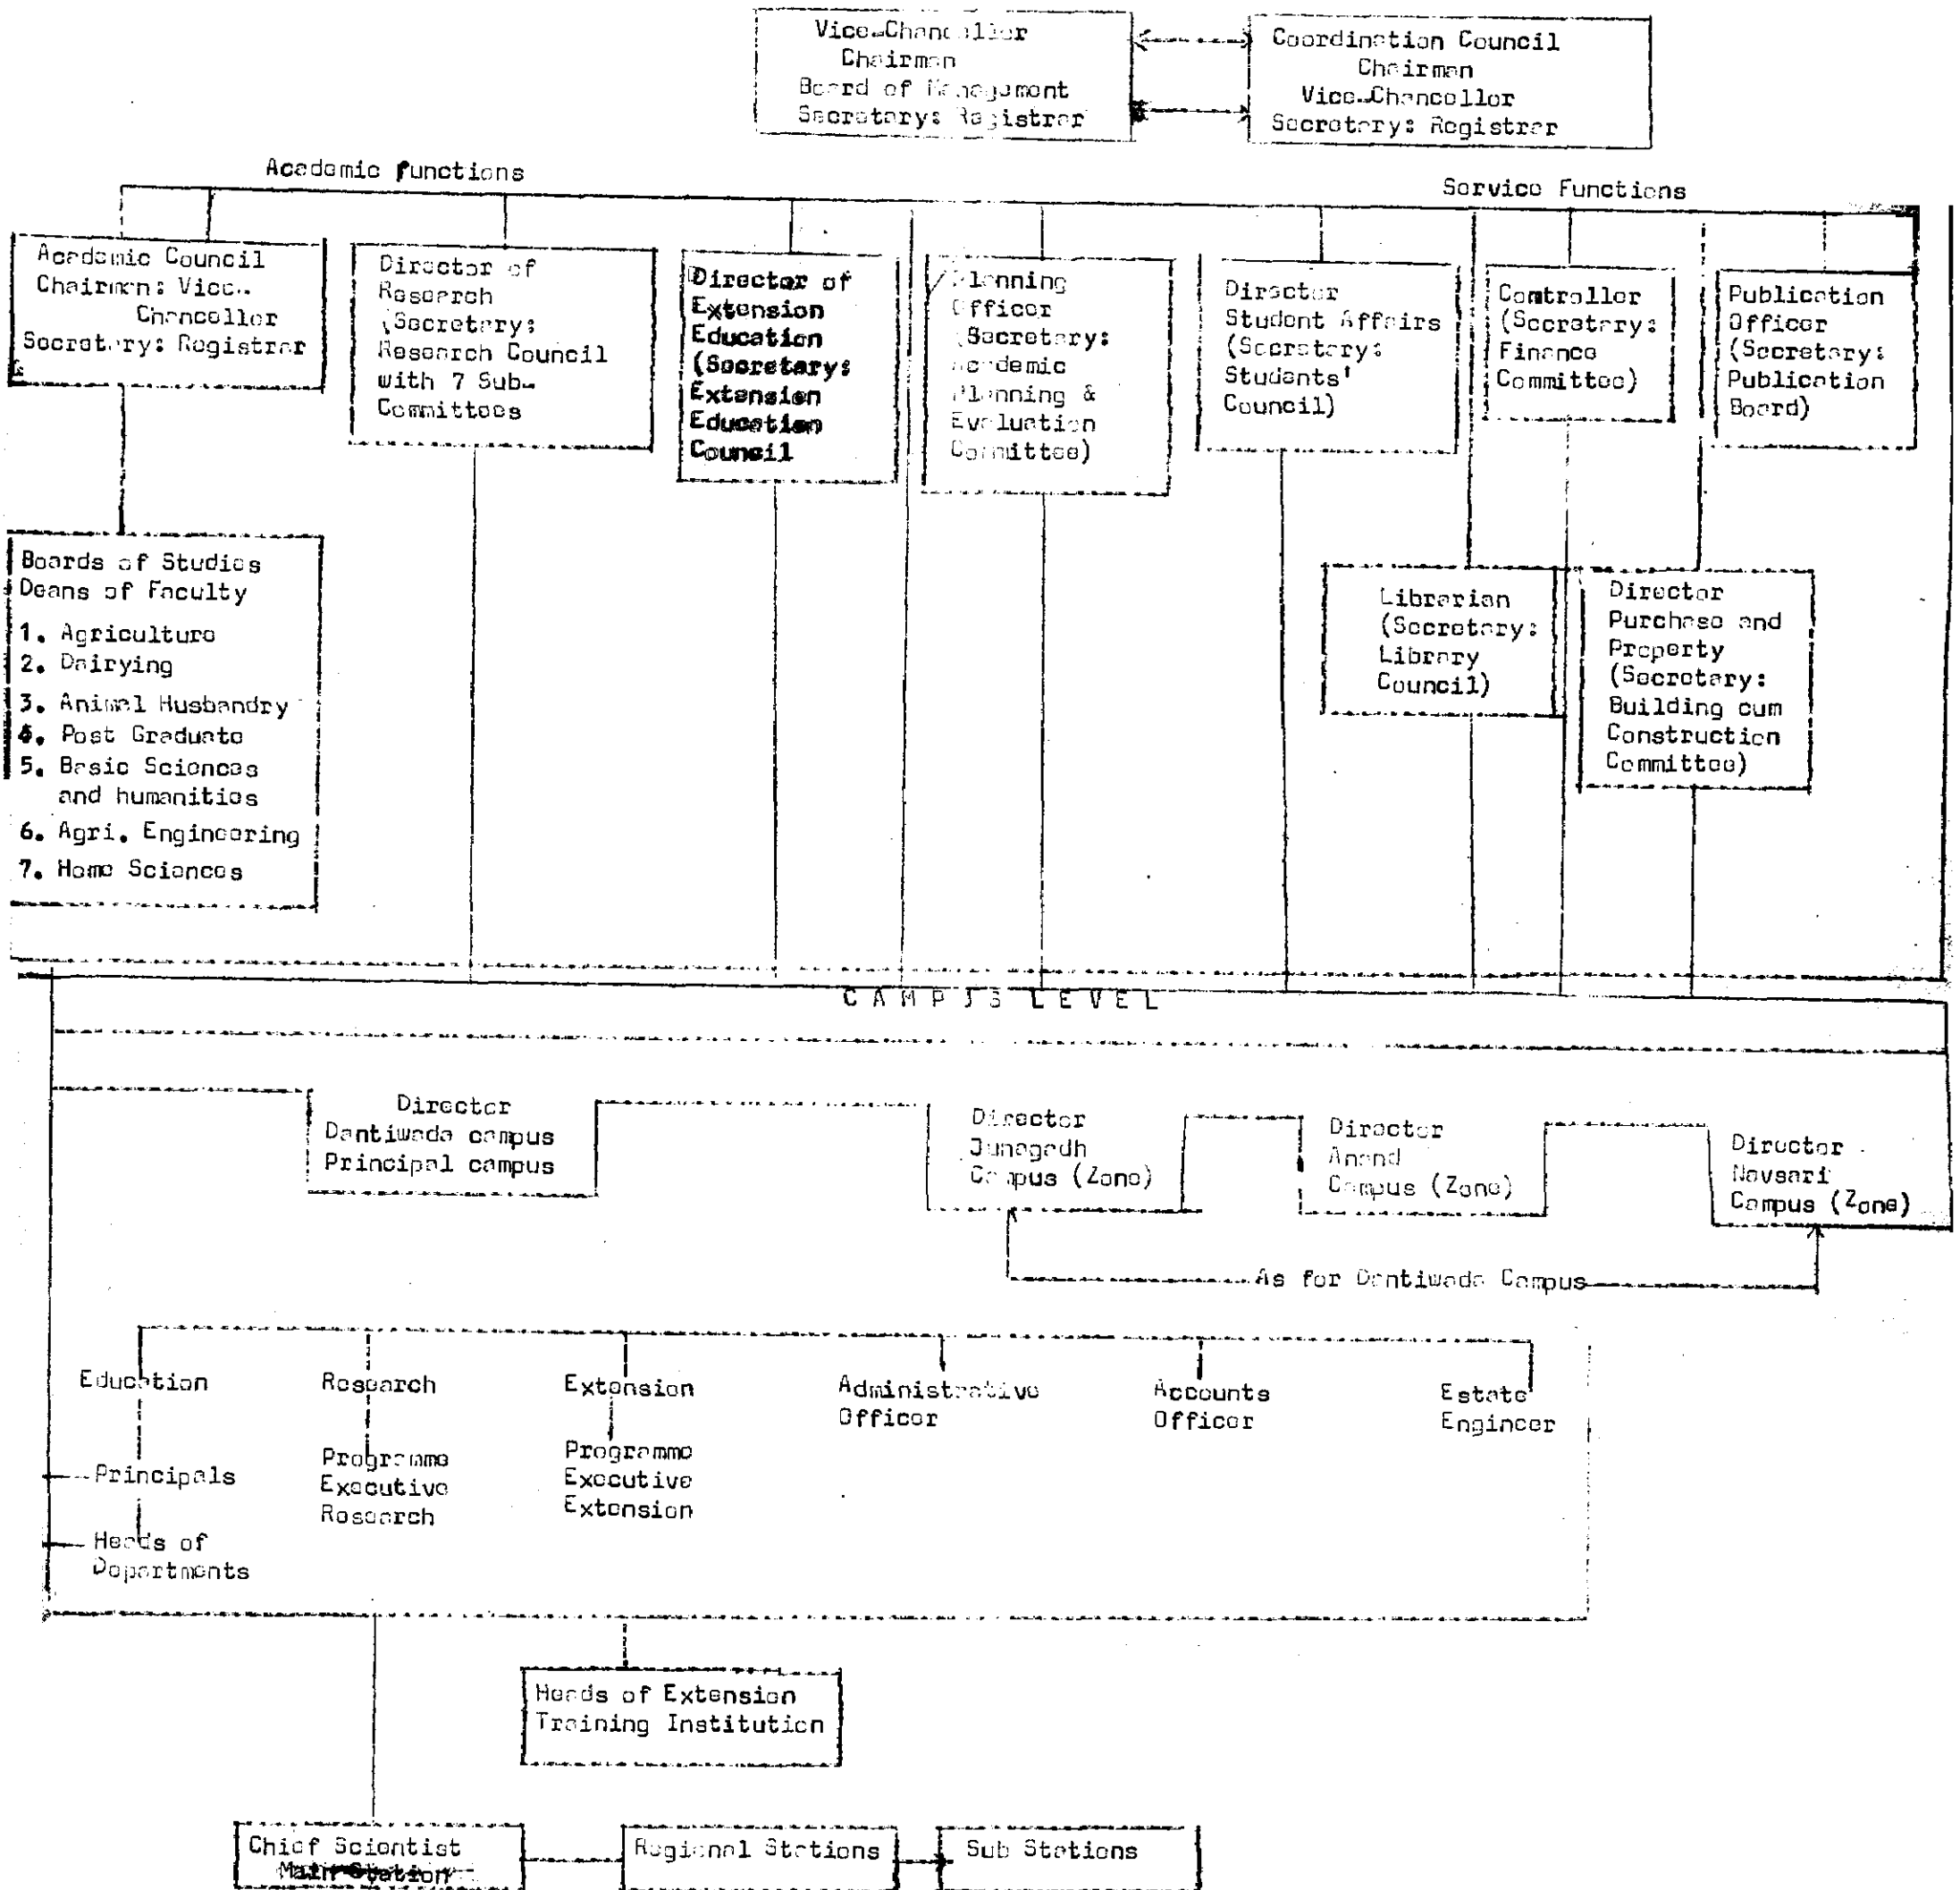 Vice-Chancellor
Chairman
Board of Management
Secretary: Registrar
Coordination Council
Chairman
Vice-Chancellor
Secretary: Registrar
Academic functions
Service Functions
Academic Council
Chairman: Vice-
Chancellor
Secretary: Registrar
Director of
Research
(Secretary:
Research Council
with 7 Sub-
Committees
Director of
Extension
Education
(Secretary:
Extension
Education
Council
Planning
Officer
(Secretary:
Academic
Planning &
Evaluation
Committee)
Director
Student Affairs
(Secretary:
Students'
Council)
Comtroller
(Secretary:
Finance
Committee)
Publication
Officer
(Secretary:
Publication
Board)
Boards of Studies
Deans of Faculty
1. Agriculture
2. Dairying
3. Animal Husbandry
4. Post Graduate
5. Basic Sciences
and humanities
6. Agri. Engineering
7. Home Sciences
Librarian
(Secretary:
Library
Council)
Director
Purchase and
Property
(Secretary:
Building cum
Construction
Committee)
CAMPUS LEVEL
Director
Dantiwada campus
Principal campus
Director
Junagadh
Campus (Zone)
Director
Anand
Campus (Zone)
Director
Navsari
Campus (Zone)
As for Dantiwada Campus
Education
Research
Extension
Administrative
Officer
Accounts
Officer
Estate
Engineer
Principals
Programme
Executive
Research
Programme
Executive
Extension
Heads of
Departments
Heads of Extension
Training Institution
Chief Scientist
Main Station
Regional Stations
Sub Stations